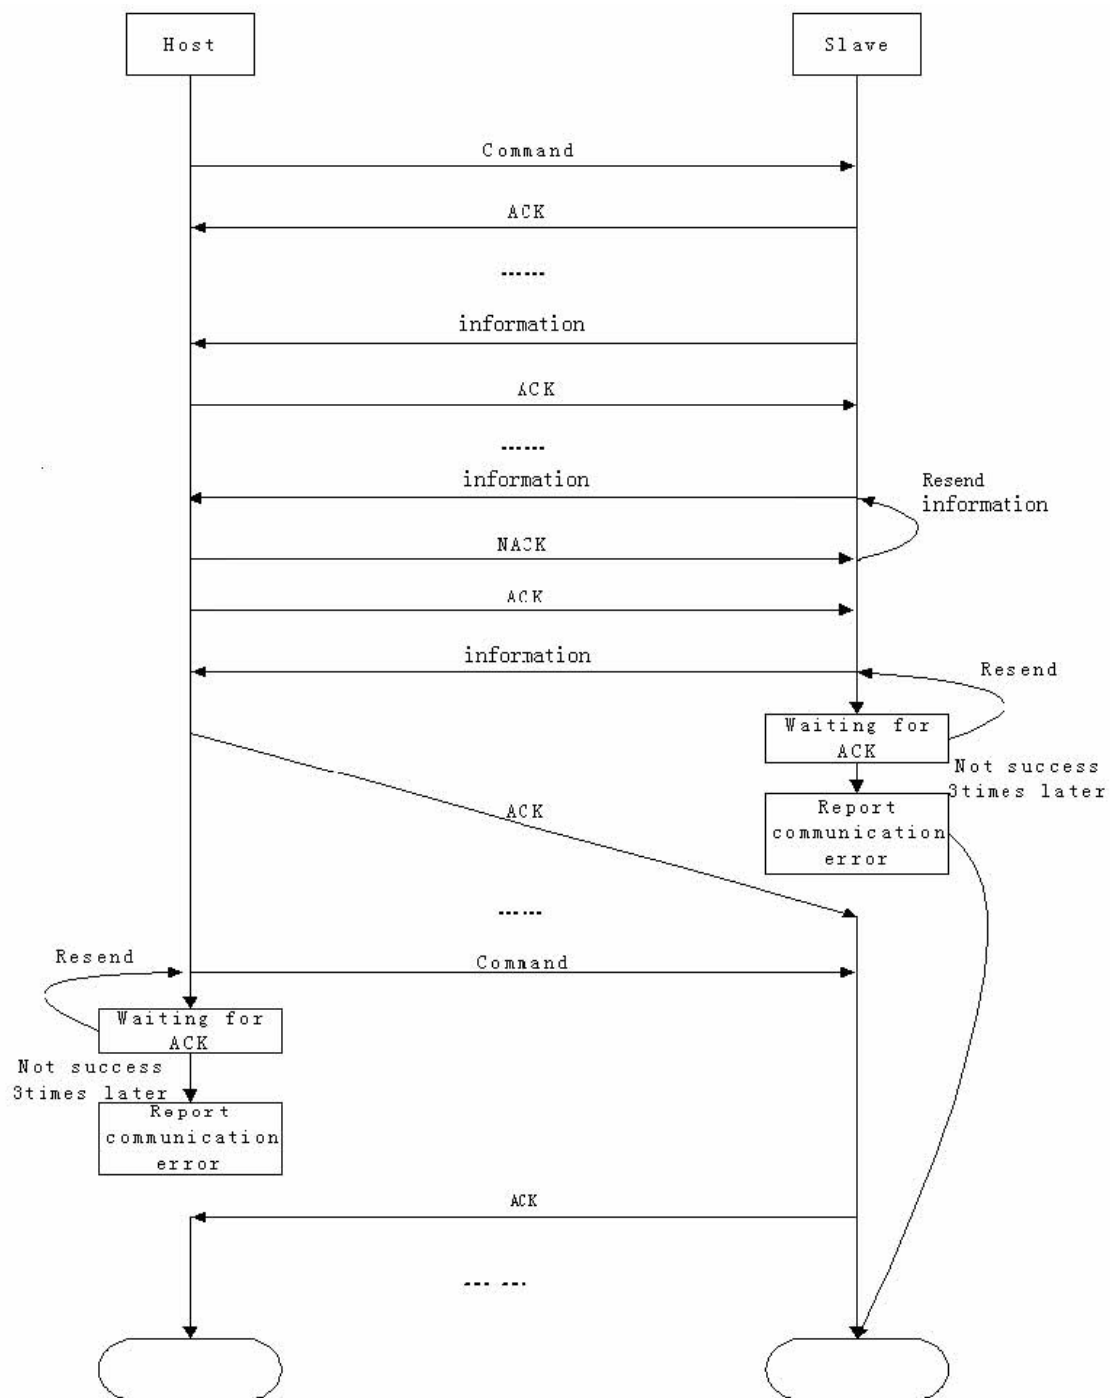 Host
Slave
Command
ACK
......
information
ACK
......
information
Resend
information
NACK
ACK
information
Resend
Waiting for
ACK
Not success
3times later
ACK
Report
communication
error
......
Resend
Command
Waiting for
ACK
Not success
3times later
Report
communication
error
ACK
... ...